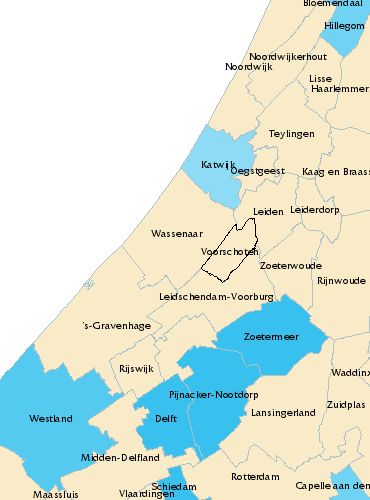 Bloemendaal
Hillegom
Noordwijkerhout
Noordwijk
Lisse
Haarlemmer
Teylingen
Katwijk
Oegstgeest
Kaag en Braass
Leiden
Leiderdorp
Wassenaar
Voorschoten
Zoeterwoude
Rijnwoude
Leidschendam-Voorburg
's-Gravenhage
Zoetermeer
Rijswijk
Waddinx
Pijnacker-Nootdorp
Zuidplas
Lansingerland
Westland
Delft
Midden-Delfland
Rotterdam
Schiedam
Capelle aan den
Maassluis
Vlaardingen